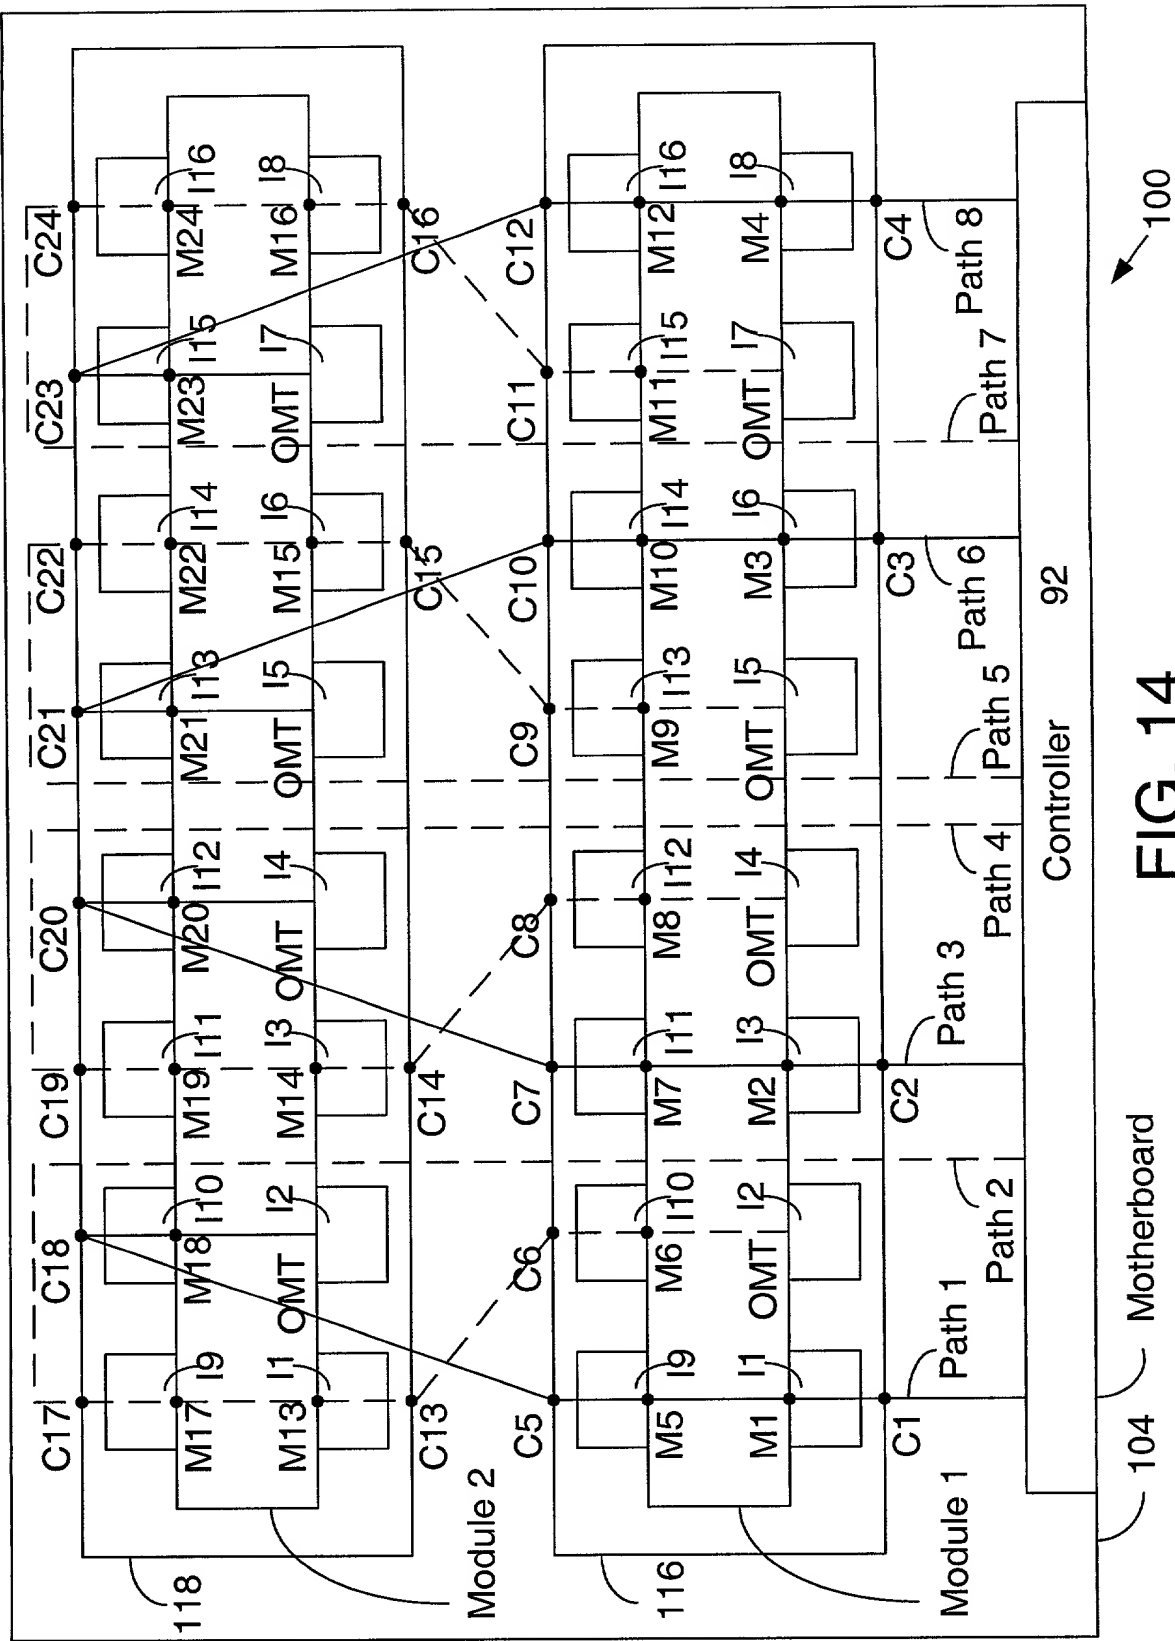 C17 C18 C19 C20 C21 C22 C23 C24
I9 I10 I11 I12 I13 I14 I15 I16
M17 M18 M19 M20 M21 M22 M23 M24
I1 I2 I3 I4 I5 I6 I7 I8
M13 OMT M14 OMT OMT M15 OMT M16
118
C13 C14 C15 C16
Module 2
C5 C6 C7 C8 C9 C10 C11 C12
I9 I10 I11 I12 I13 I14 I15 I16
M5 M6 M7 M8 M9 M10 M11 M12
I1 I2 I3 I4 I5 I6 I7 I8
M1 OMT M2 OMT OMT M3 OMT M4
116
C1 C2 C3 C4
Module 1
Path 1 Path 2 Path 3 Path 4 Path 5 Path 6 Path 7 Path 8
Controller 92
104 Motherboard
100
FIG. 14